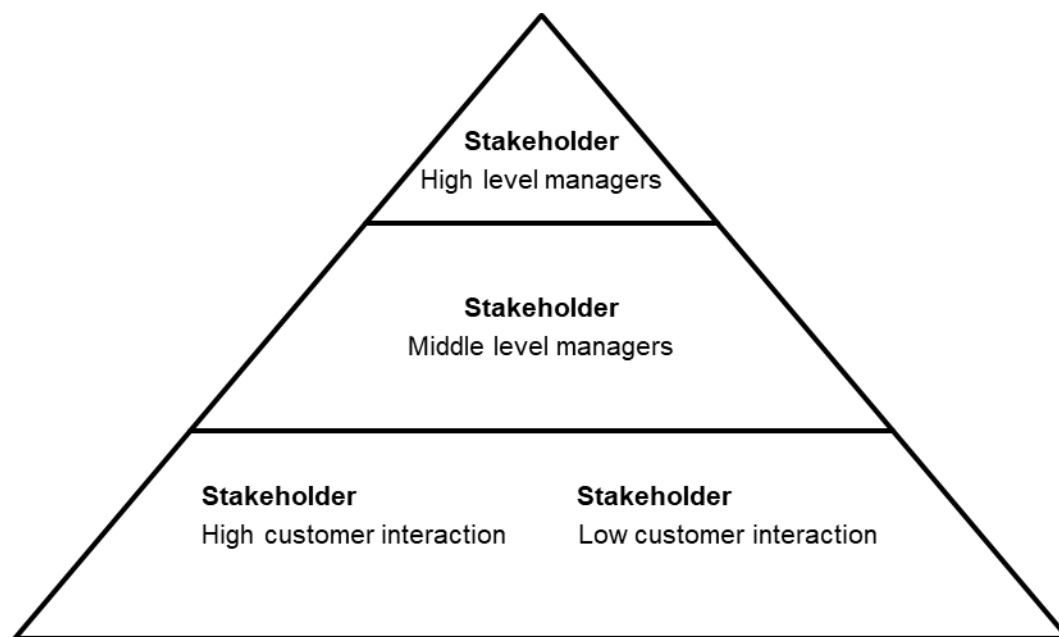 Stakeholder
High level managers
Stakeholder
Middle level managers
Stakeholder
High customer interaction
Stakeholder
Low customer interaction